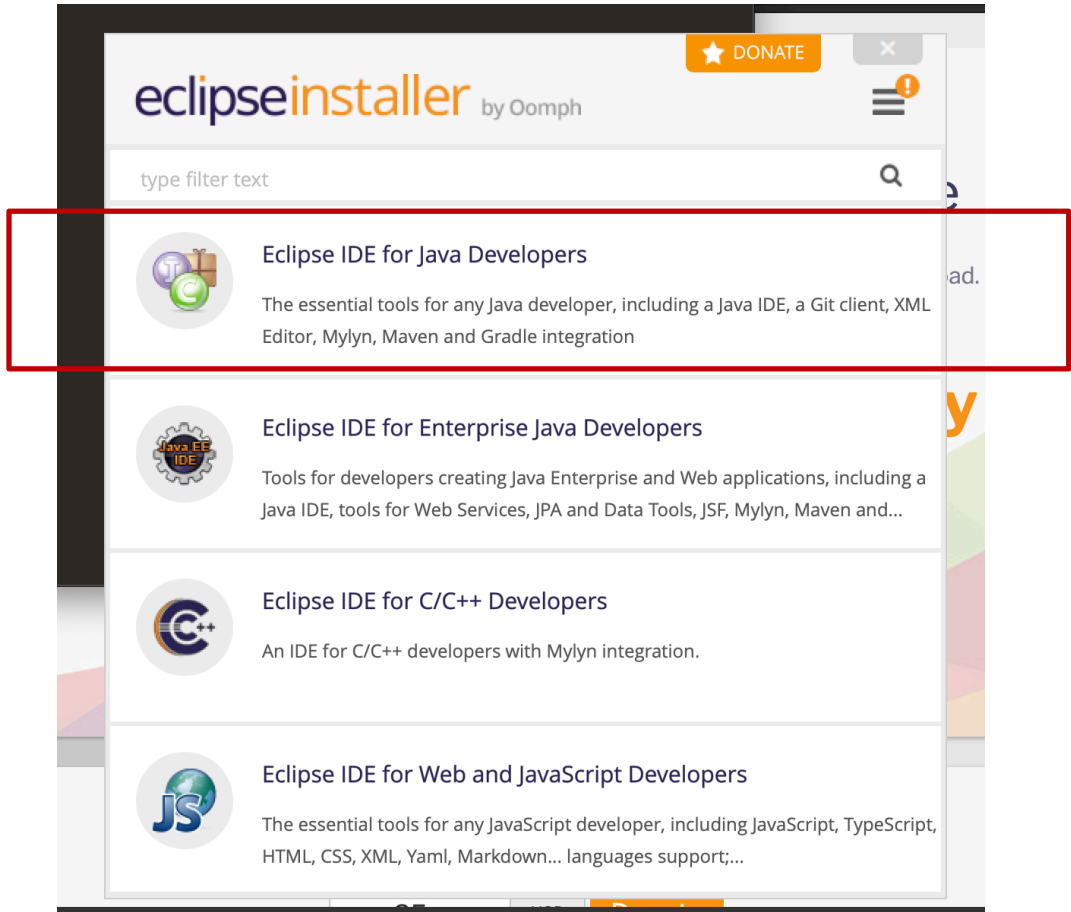 DONATE
eclipseinstaller by Oomph
type filter text
Eclipse IDE for Java Developers
ad.
The essential tools for any Java developer, including a Java IDE, a Git client, XML
Editor, Mylyn, Maven and Gradle integration
y
Java EE
IDE
Eclipse IDE for Enterprise Java Developers
Tools for developers creating Java Enterprise and Web applications, including a
Java IDE, tools for Web Services, JPA and Data Tools, JSF, Mylyn, Maven and...
C++
Eclipse IDE for C/C++ Developers
An IDE for C/C++ developers with Mylyn integration.
JS
Eclipse IDE for Web and JavaScript Developers
The essential tools for any JavaScript developer, including JavaScript, TypeScript,
HTML, CSS, XML, Yaml, Markdown... languages support;...